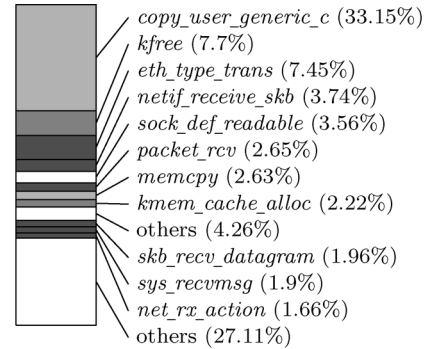 copy_user_generic_c (33.15%)
kfree (7.7%)
eth_type_trans (7.45%)
netif_receive_skb (3.74%)
sock_def_readable (3.56%)
packet_rcv (2.65%)
memcpy (2.63%)
kmem_cache_alloc (2.22%)
others (4.26%)
skb_recv_datagram (1.96%)
sys_recvmsg (1.9%)
net_rx_action (1.66%)
others (27.11%)